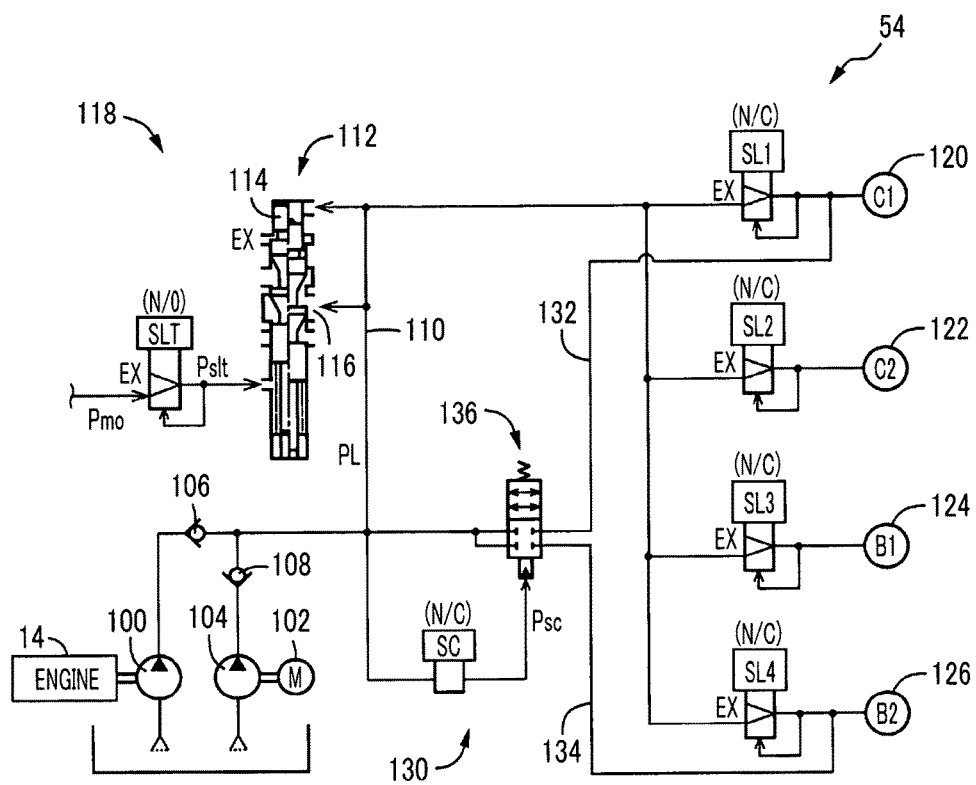 54
118
112
(N/C)
SL1
120
114
EX
C1
EX
(N/O)
SLT
132
(N/C)
SL2
122
EX
Pslt
116
110
EX
C2
Pmo
136
PL
(N/C)
SL3
124
106
EX
B1
108
(N/C)
Psc
(N/C)
14
100
104
102
SC
SL4
126
ENGINE
M
EX
B2
130
134